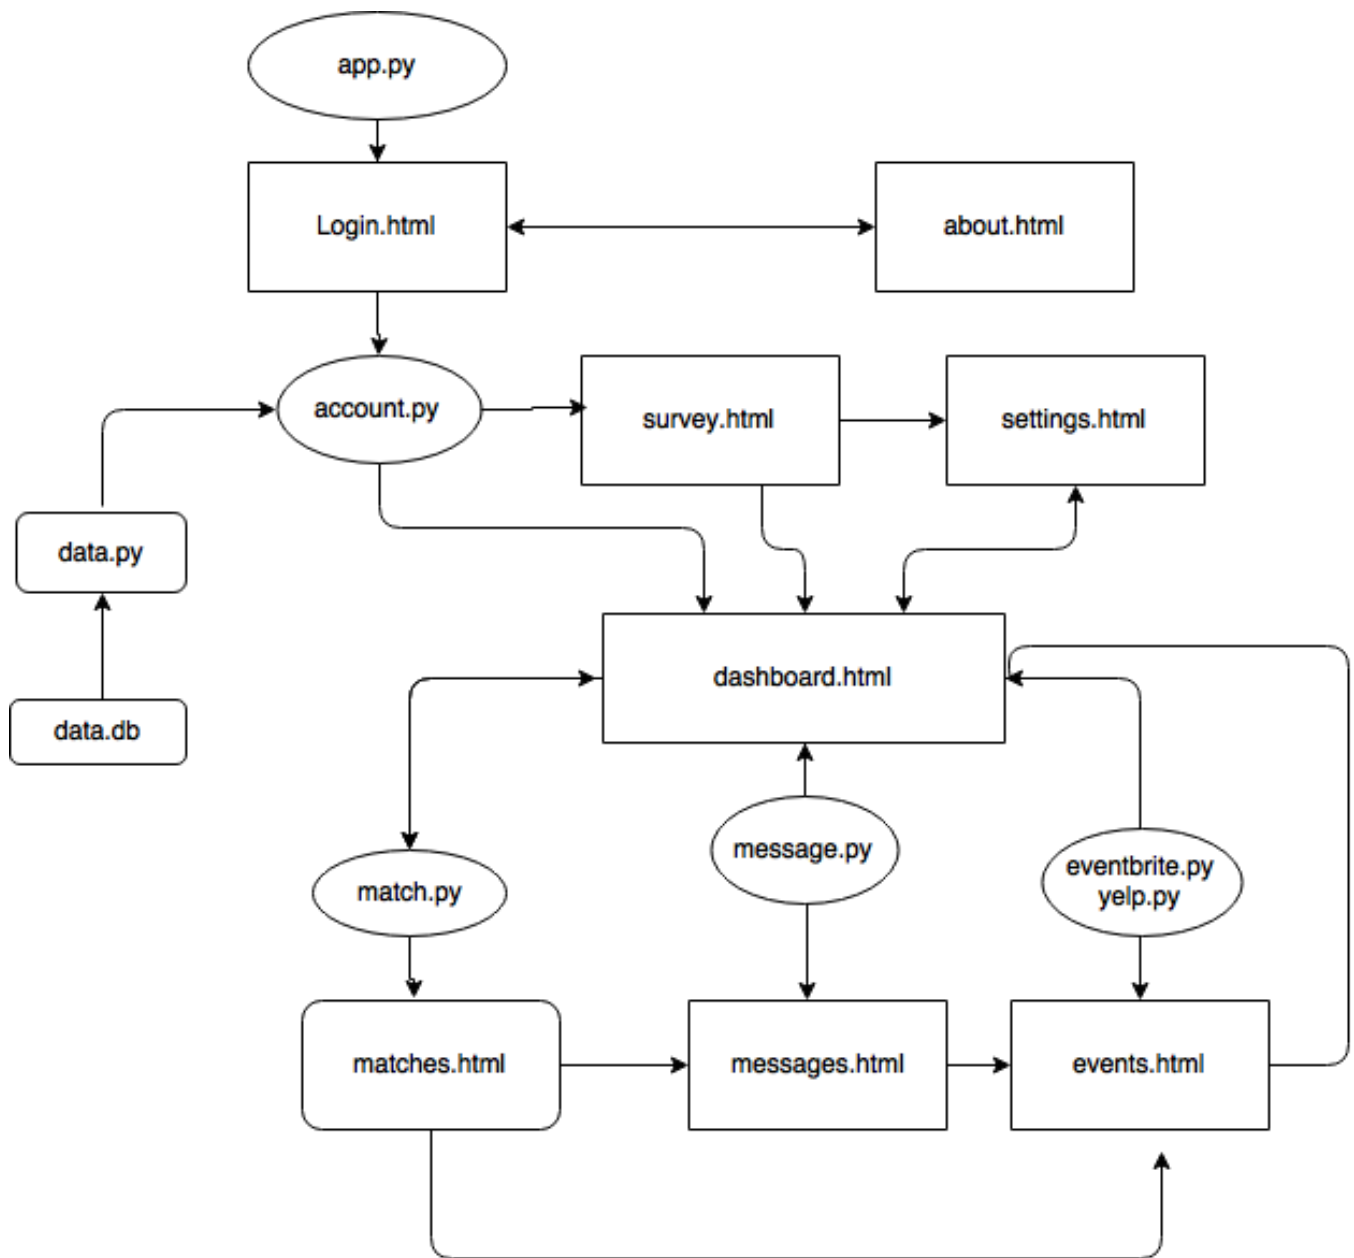 app.py
Login.html
about.html
account.py
survey.html
settings.html
data.py
data.db
dashboard.html
message.py
match.py
eventbrite.py
yelp.py
matches.html
messages.html
events.html